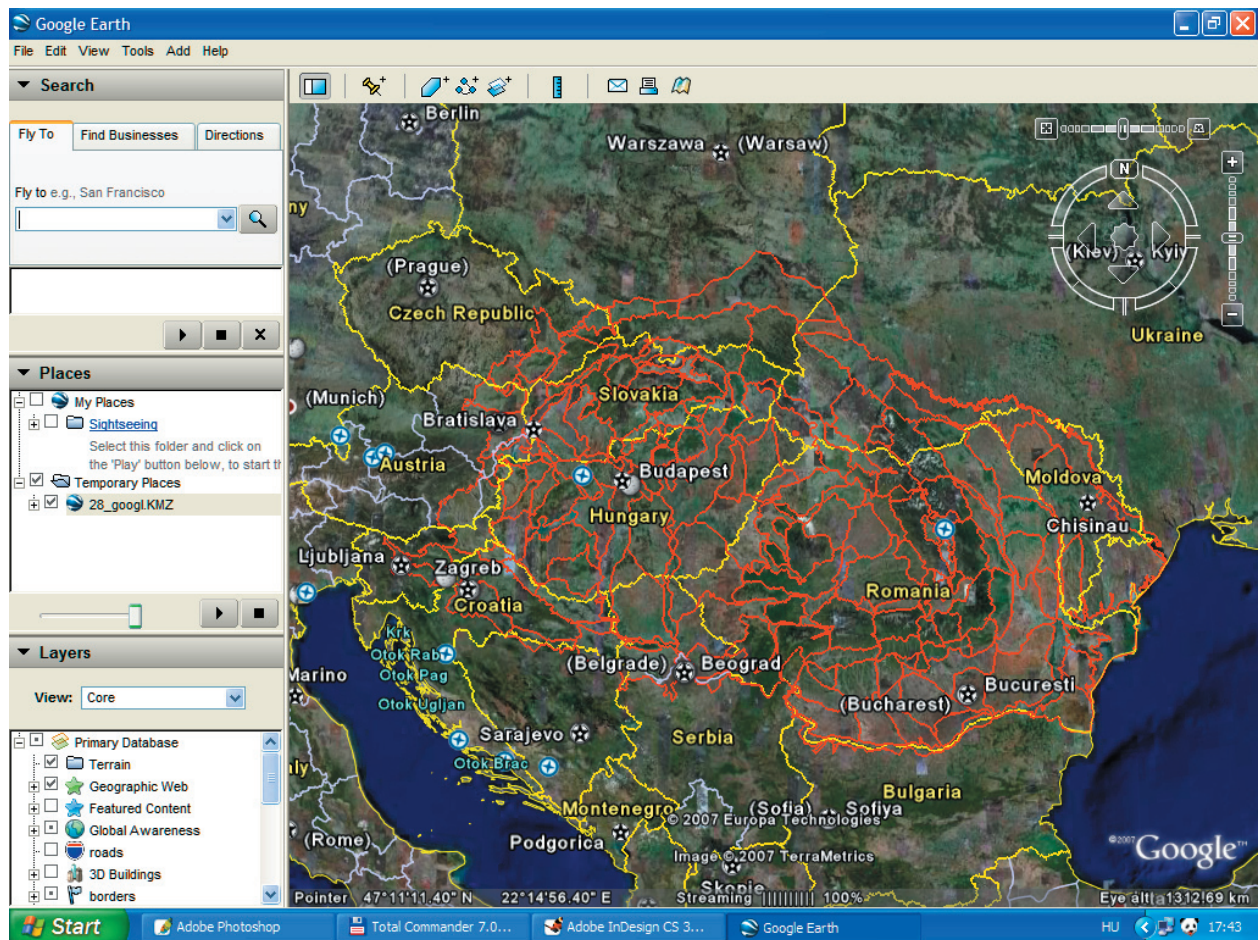 Google Earth
File Edit View Tools Add Help
Search
Fly To
Find Businesses
Directions
Fly to e.g., San Francisco
Places
My Places
Sightseeing
Select this folder and click on
the 'Play' button below, to start th
Temporary Places
28_googl.KMZ
Layers
View: Core
Primary Database
Terrain
Geographic Web
Featured Content
Global Awareness
roads
3D Buildings
borders
Berlin
Warszawa (Warsaw)
N
ny
(Prague)
(Kiev) Kyiv
Czech Republic
Ukraine
(Munich)
Slovakia
Bratislava
Austria
Budapest
Moldova
Hungary
Chisinau
Ljubljana
Zagreb
Romania
Croatia
Krk
Otok Rab
(Belgrade) Beograd
Marino
Otok Pag
Bucuresti
Otok Ugljan
(Bucharest)
Sarajevo
Serbia
aly
Otok Brac
Bulgaria
Montenegro
(Sofia) Sofiya
© 2007 Europa Technologies
(Rome)
Podgorica
Image © 2007 TerraMetrics
©2007 Google™
Skopje
Pointer 47°11'11.40" N 22°14'56.40" E Streaming |||||||||| 100% Eye alt 1312.69 km
Start
Adobe Photoshop
Total Commander 7.0...
Adobe InDesign CS 3...
Google Earth
HU
17:43